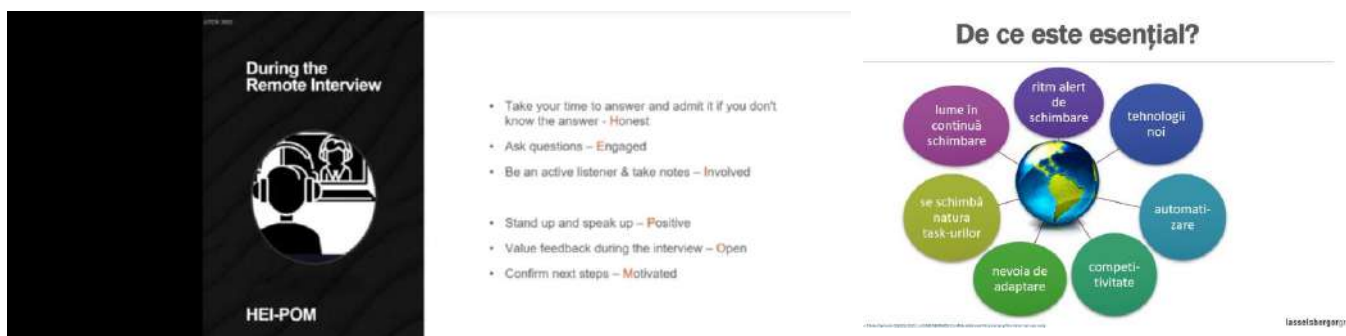 During the
Remote Interview
HEI-POM
• Take your time to answer and admit it if you don't
know the answer - Honest
• Ask questions – Engaged
• Be an active listener & take notes – Involved
• Stand up and speak up – Positive
• Value feedback during the interview – Open
• Confirm next steps – Motivated
De ce este esențial?
ritm alert
de
schimbare
lume în
continuă
schimbare
tehnologii
noi
se schimbă
natura
task-urilor
automati-
zare
nevoia de
adaptare
competi-
tivitate
lasselsberger